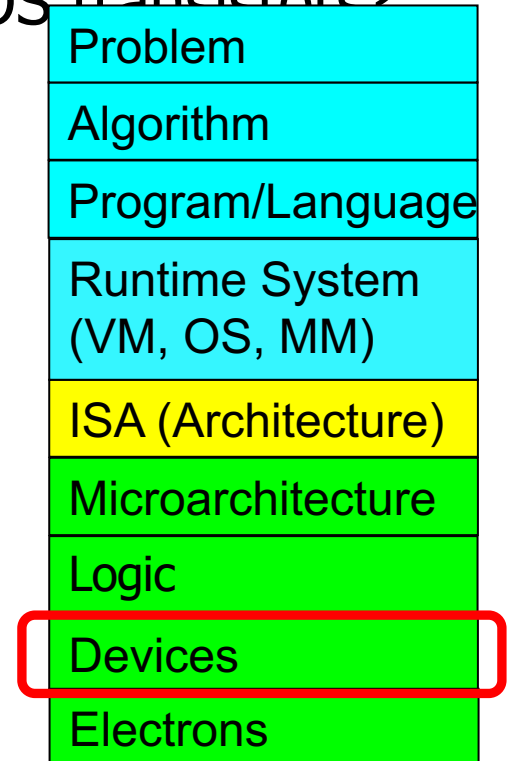 Problem
Algorithm
Program/Language
Runtime System
(VM, OS, MM)
ISA (Architecture)
Microarchitecture
Logic
Devices
Electrons